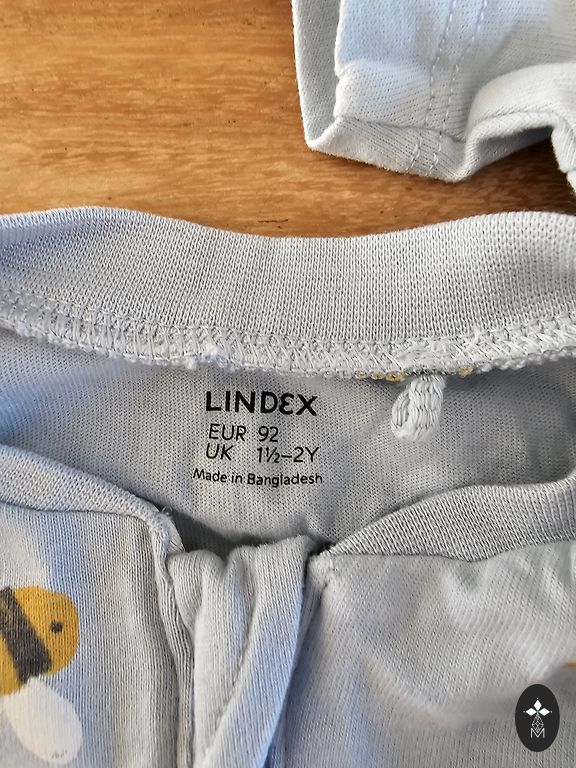 LINDEX
EUR 92
UK 1½–2Y
Made in Bangladesh